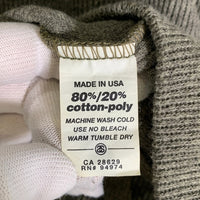 MADE IN USA
80%/20%
cotton-poly
MACHINE WASH COLD
USE NO BLEACH
WARM TUMBLE DRY
CA 28629
RN# 94974